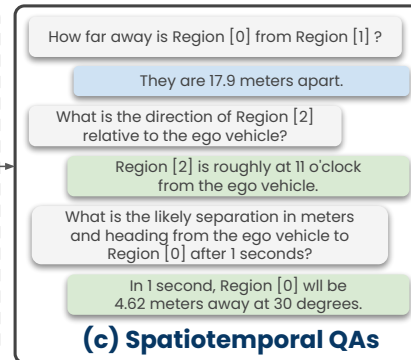 How far away is Region [0] from Region [1] ?
They are 17.9 meters apart.
What is the direction of Region [2]
relative to the ego vehicle?
Region [2] is roughly at 11 o'clock
from the ego vehicle.
What is the likely separation in meters
and heading from the ego vehicle to
Region [0] after 1 seconds?
In 1 second, Region [0] wll be
4.62 meters away at 30 degrees.
(c) Spatiotemporal QAs